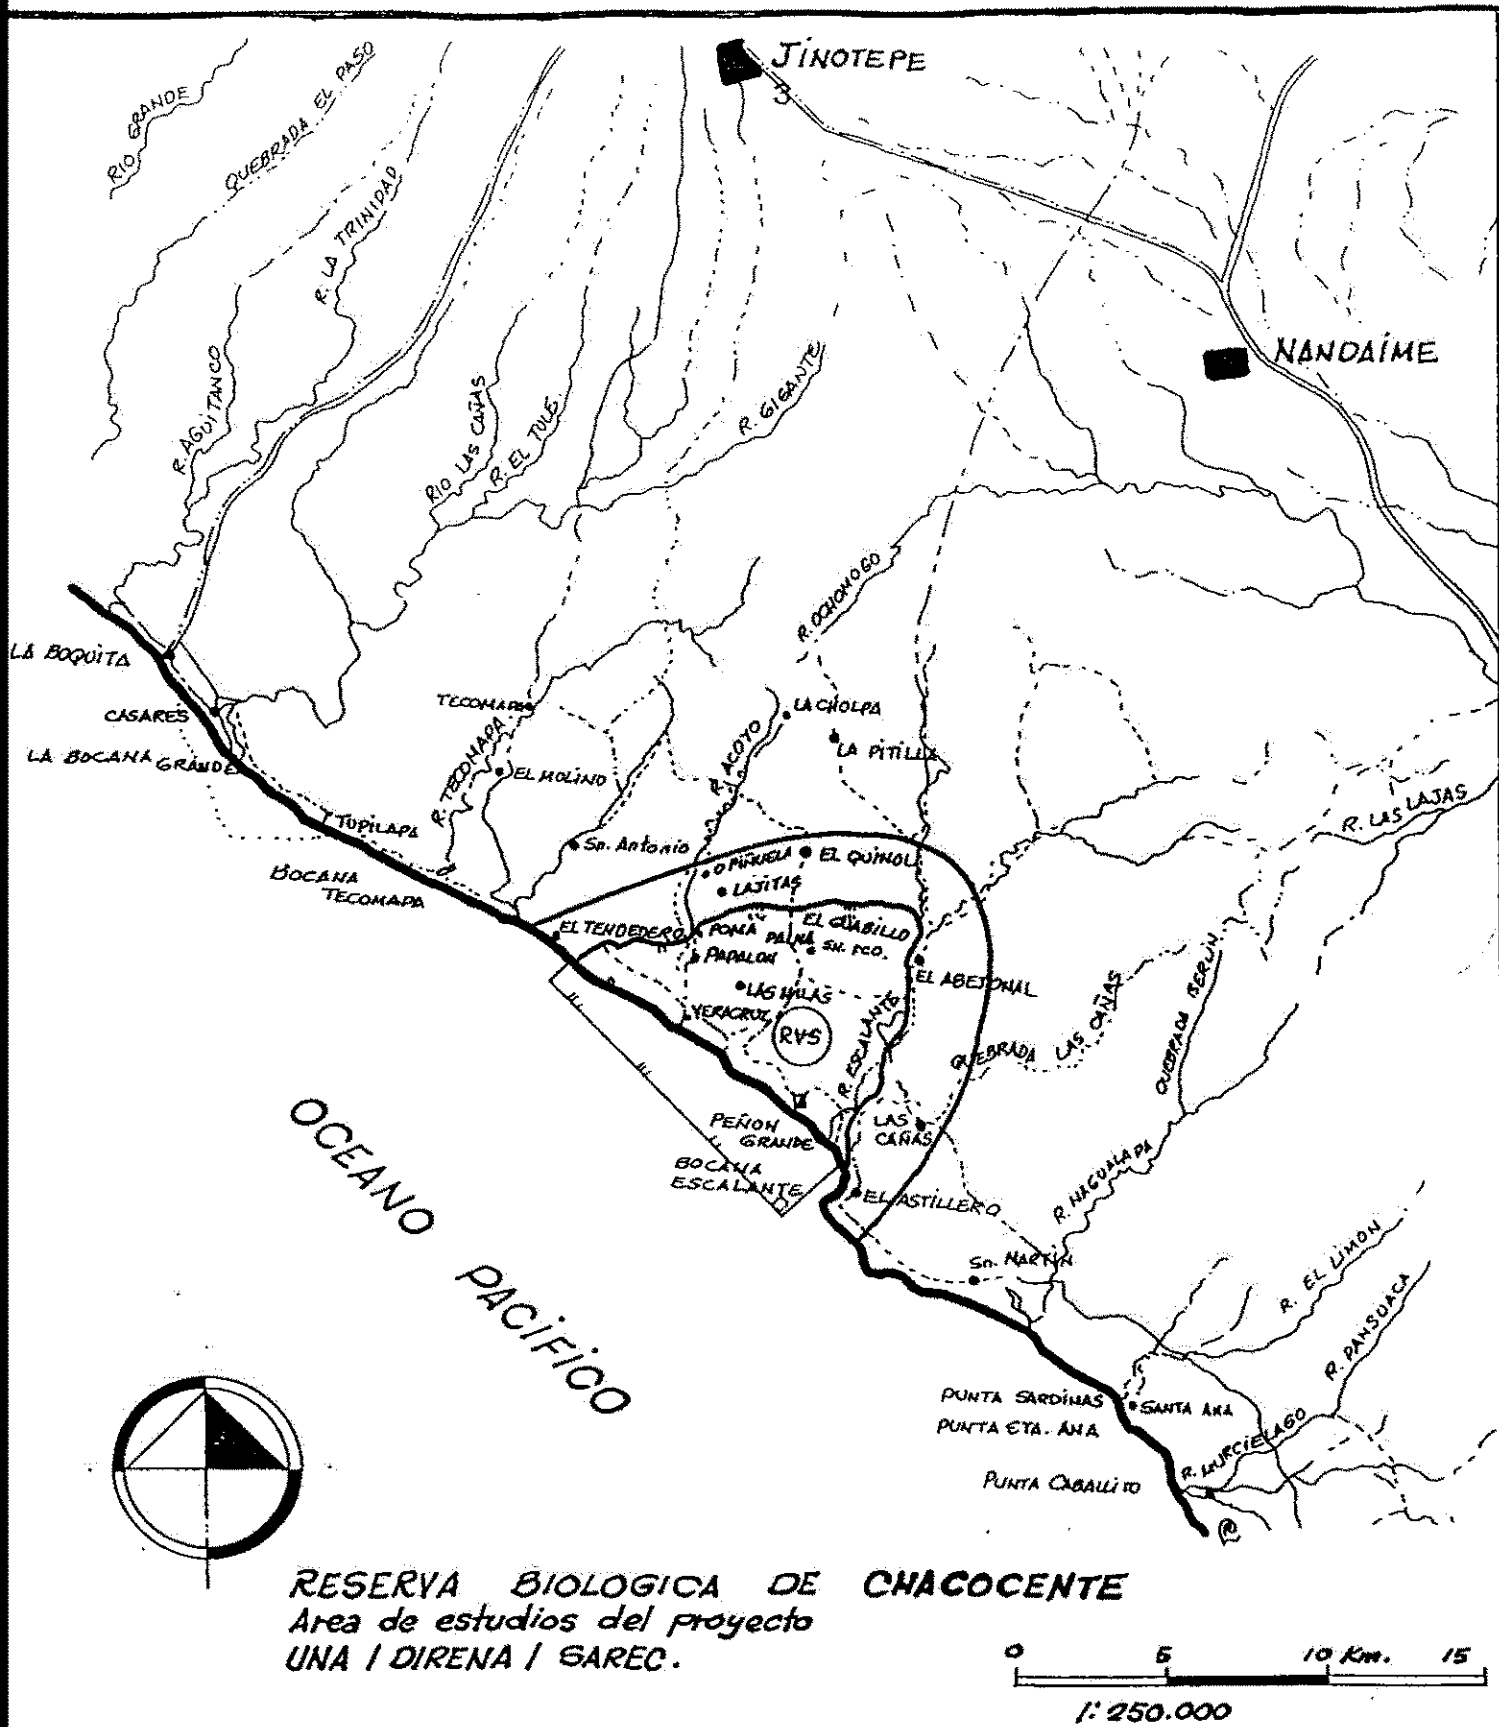 JINOTEPE
3
RIO GRANDE
QUEBRADA EL PASO
R. LA TRINIDAD
R. AGUITANCO
NANDAIME
RIO LAS CAÑAS
R. EL TULE
R. GIGANTE
R. OCHOMOGO
LA BOQUITA
CASARES
LA BOCANA GRANDE
TECOMAPA
R. TECOMAPA
EL MOLINO
R. ACOYO
LA CHOLPA
LA PITILLA
R. LAS LAJAS
TUPILAPA
Sn. Antonio
PIÑUELA
EL QUINOL
LAJITAS
BOCANA
TECOMAPA
EL TENDEDERO
POMA
PALMA
EL GUABILLO
SN. FCO.
PAPALON
EL ABEJONAL
LAS MILAS
VERACRUZ
RVS
R. ESCALANTE
QUEBRADA LAS CAÑAS
QUEBRADA BERLIN
PEÑON
GRANDE
LAS
CAÑAS
BOCANA
ESCALANTE
EL ASTILLERO
R. NAGUALAPA
Sn. MARTIN
R. EL LIMON
R. PANSUACA
OCEANO PACIFICO
PUNTA SARDINAS
SANTA ANA
PUNTA STA. ANA
R. MURCIELAGO
PUNTA CABALLITO
RESERVA BIOLOGICA DE CHACOCENTE
Area de estudios del proyecto
UNA / DIRENA / SAREC.
0 5 10 Km. 15
1: 250.000